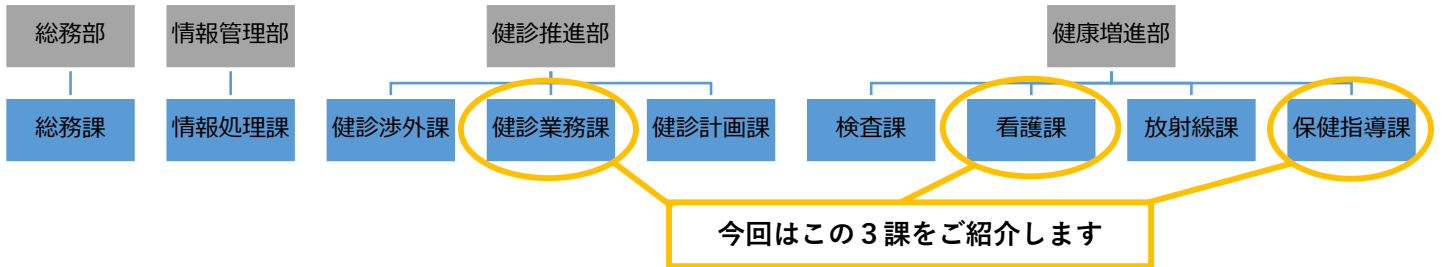 総務部
情報管理部
健診推進部
健康増進部
総務課
情報処理課
健診渉外課
健診業務課
健診計画課
検査課
看護課
放射線課
保健指導課
今回はこの３課をご紹介します